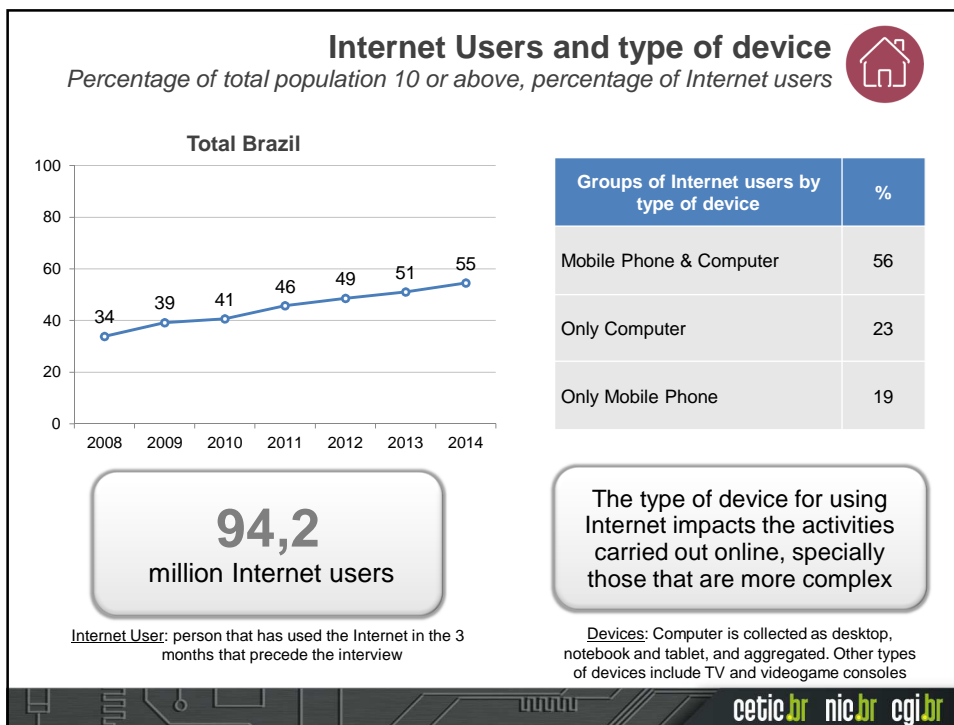 Internet Users and type of device
Percentage of total population 10 or above, percentage of Internet users
Total Brazil
100
80
60
40
20
0
34
39
41
46
49
51
55
2008 2009 2010 2011 2012 2013 2014
94,2
million Internet users
Internet User: person that has used the Internet in the 3
months that precede the interview
Groups of Internet users by
type of device
%
Mobile Phone & Computer 56
Only Computer 23
Only Mobile Phone 19
The type of device for using
Internet impacts the activities
carried out online, specially
those that are more complex
Devices: Computer is collected as desktop,
notebook and tablet, and aggregated. Other types
of devices include TV and videogame consoles
cetic.br nic.br cgi.br